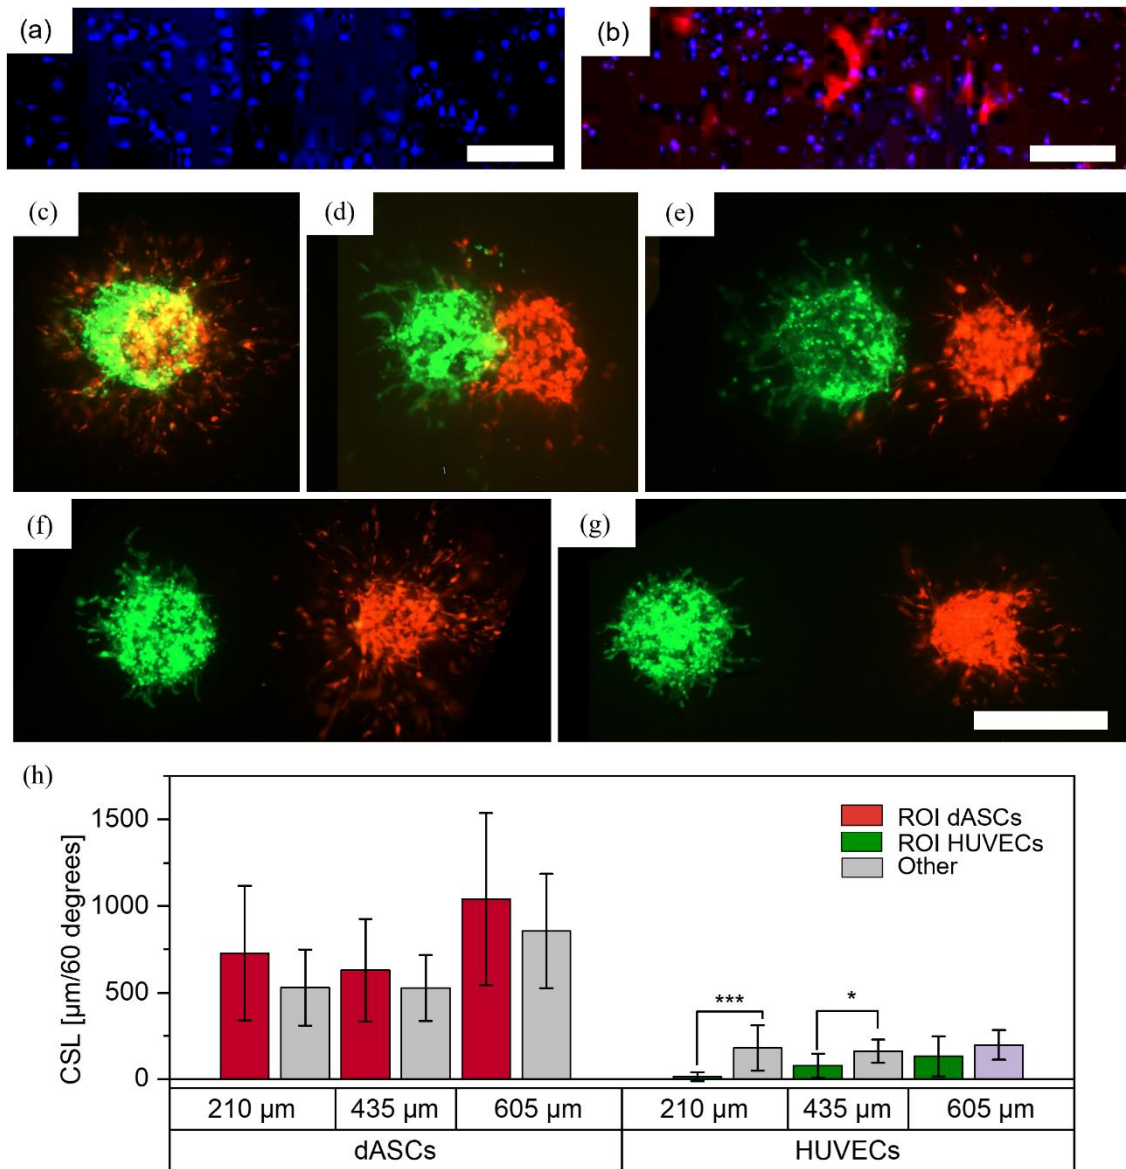 (a)
(b)
(c)
(d)
(e)
(f)
(g)
(h)
CSL [µm/60 degrees]
1500
1000
500
0
ROI dASCs
ROI HUVECs
Other
***
*
210 µm
435 µm
605 µm
210 µm
435 µm
605 µm
dASCs
HUVECs